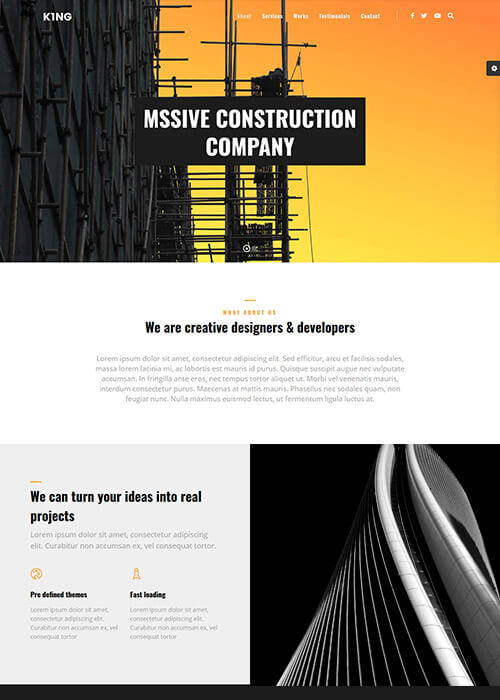 K1NG
About Services Works Testimonials Contact
MSSIVE CONSTRUCTION
COMPANY
WHAT ABOUT US
We are creative designers & developers
Lorem ipsum dolor sit amet, consectetur adipiscing elit. Sed efficitur, arcu et facilisis sodales,
massa lorem lacinia mi, ac lobortis est mauris id purus. Quisque suscipit augue nec vulputate
accumsan. In fringilla ante eros, nec tempus tortor aliquet ut. Morbi vel venenatis mauris,
interdum consectetur purus. Maecenas at mattis mauris. Phasellus nec sodales quam, non
feugiat nunc. Nulla maximus euismod lectus, ut fermentum ligula luctus at.
We can turn your ideas into real
projects
Lorem ipsum dolor sit amet, consectetur adipiscing
elit. Curabitur non accumsan ex, vel consequat tortor.
Pre defined themes
Fast loading
Lorem ipsum dolor sit amet,
consectetur adipiscing elit.
Curabitur non accumsan ex, vel
consequat tortor
Lorem ipsum dolor sit amet,
consectetur adipiscing elit.
Curabitur non accumsan ex, vel
consequat tortor